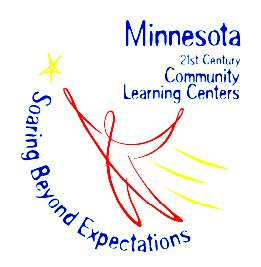 Minnesota
21st Century
Community
Learning Centers
Soaring Beyond Expectations